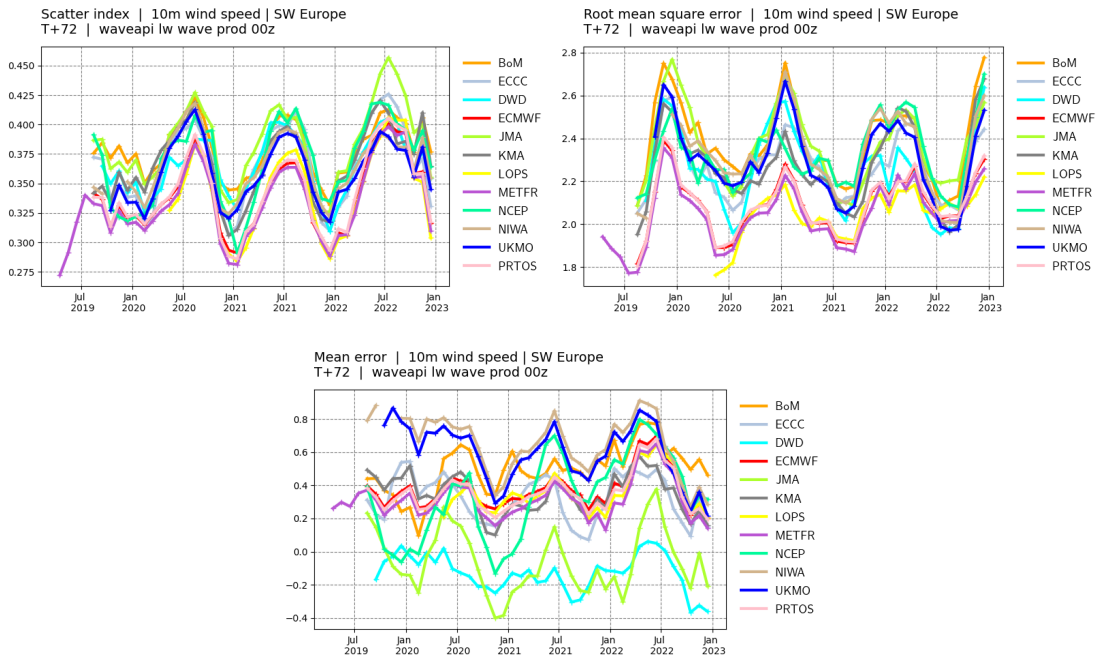 Scatter index | 10m wind speed | SW Europe
T+72 | waveapi lw wave prod 00z
0.450
0.425
0.400
0.375
0.350
0.325
0.300
0.275
Jul
2019
Jan
2020
Jul
2020
Jan
2021
Jul
2021
Jan
2022
Jul
2022
Jan
2023
BoM
ECCC
DWD
ECMWF
JMA
KMA
LOPS
METFR
NCEP
NIWA
UKMO
PRTOS
Root mean square error | 10m wind speed | SW Europe
T+72 | waveapi lw wave prod 00z
2.8
2.6
2.4
2.2
2.0
1.8
Jul
2019
Jan
2020
Jul
2020
Jan
2021
Jul
2021
Jan
2022
Jul
2022
Jan
2023
BoM
ECCC
DWD
ECMWF
JMA
KMA
LOPS
METFR
NCEP
NIWA
UKMO
PRTOS
Mean error | 10m wind speed | SW Europe
T+72 | waveapi lw wave prod 00z
0.8
0.6
0.4
0.2
0.0
−0.2
−0.4
Jul
2019
Jan
2020
Jul
2020
Jan
2021
Jul
2021
Jan
2022
Jul
2022
Jan
2023
BoM
ECCC
DWD
ECMWF
JMA
KMA
LOPS
METFR
NCEP
NIWA
UKMO
PRTOS